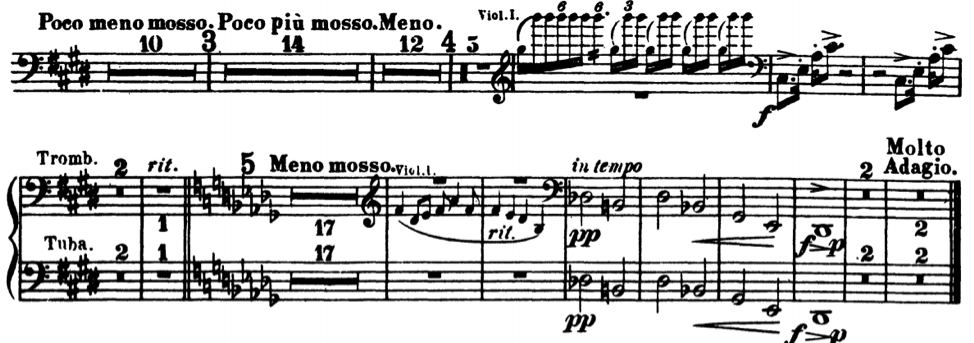 Poco meno mosso. Poco più mosso. Meno. Viol. I. 6 6 3
10 3 14 12 4 5
f
Tromb. 2 rit. 5 Meno mosso. Viol. I. in tempo 2 Molto Adagio.
1 17 rit. pp f p 2
Tuba. 2 1 17 2 2
pp f p